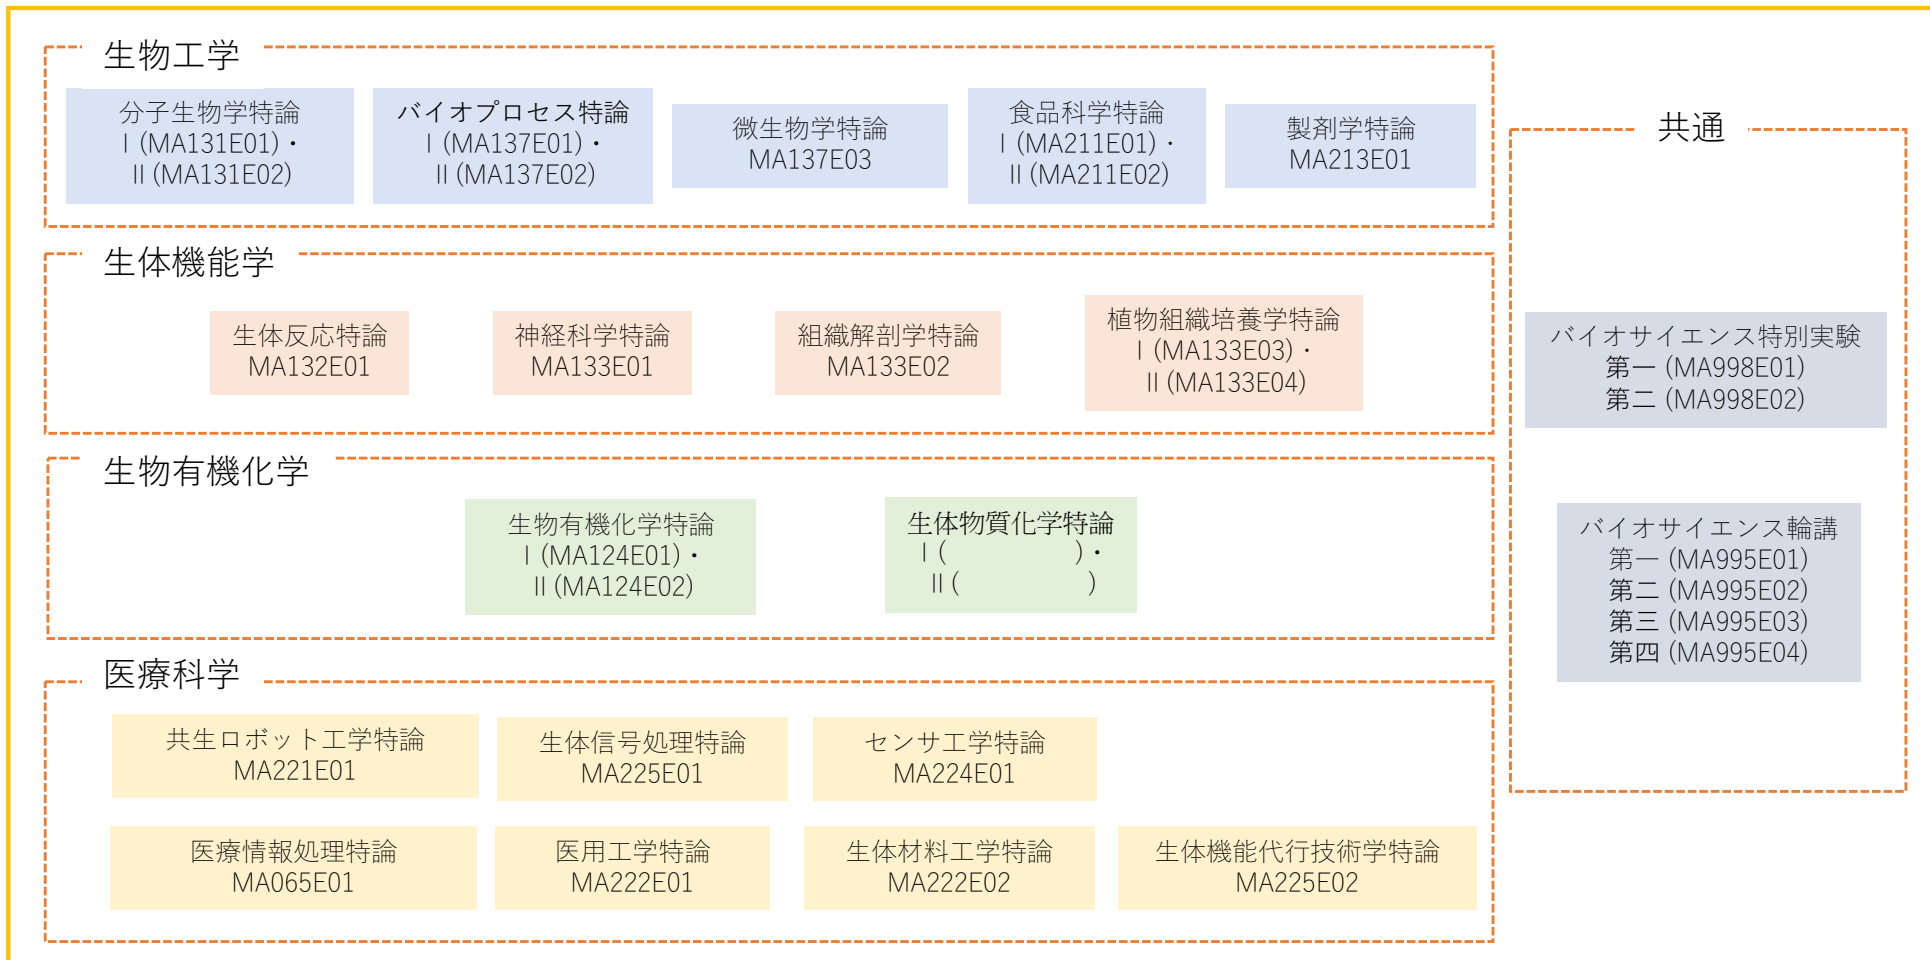 生物工学
分子生物学特論
Ⅰ (MA131E01)・
Ⅱ (MA131E02)
バイオプロセス特論
Ⅰ (MA137E01)・
Ⅱ (MA137E02)
微生物学特論
MA137E03
食品科学特論
Ⅰ (MA211E01)・
Ⅱ (MA211E02)
製剤学特論
MA213E01
生体機能学
生体反応特論
MA132E01
神経科学特論
MA133E01
組織解剖学特論
MA133E02
植物組織培養学特論
Ⅰ (MA133E03)・
Ⅱ (MA133E04)
生物有機化学
生物有機化学特論
Ⅰ (MA124E01)・
Ⅱ (MA124E02)
生体物質化学特論
Ⅰ (　　　　　)・
Ⅱ (　　　　　)
医療科学
共生ロボット工学特論
MA221E01
生体信号処理特論
MA225E01
センサ工学特論
MA224E01
医療情報処理特論
MA065E01
医用工学特論
MA222E01
生体材料工学特論
MA222E02
生体機能代行技術学特論
MA225E02
共通
バイオサイエンス特別実験
第一 (MA998E01)
第二 (MA998E02)
バイオサイエンス輪講
第一 (MA995E01)
第二 (MA995E02)
第三 (MA995E03)
第四 (MA995E04)